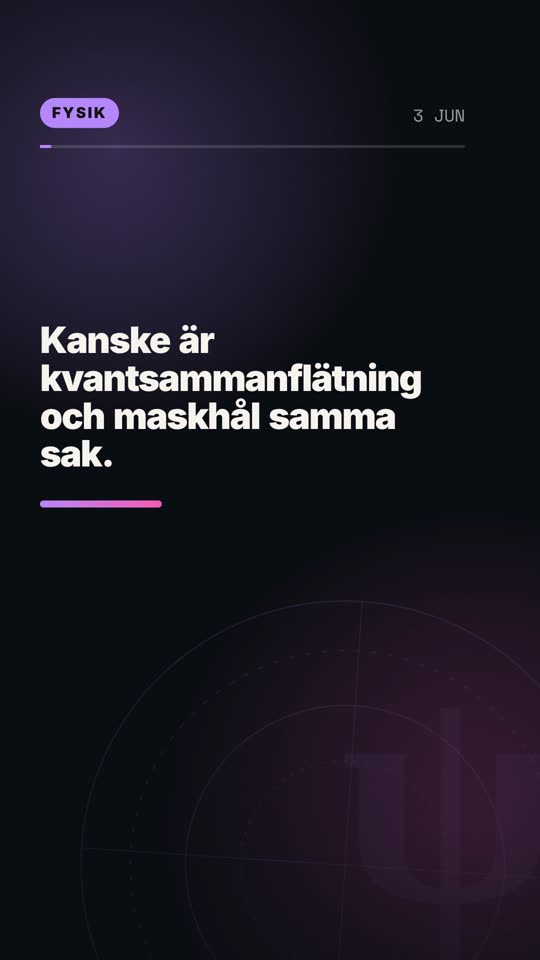 FYSIK
3 JUN
Kanske är
kvantsammanflätning
och maskhål samma
sak.
ψ